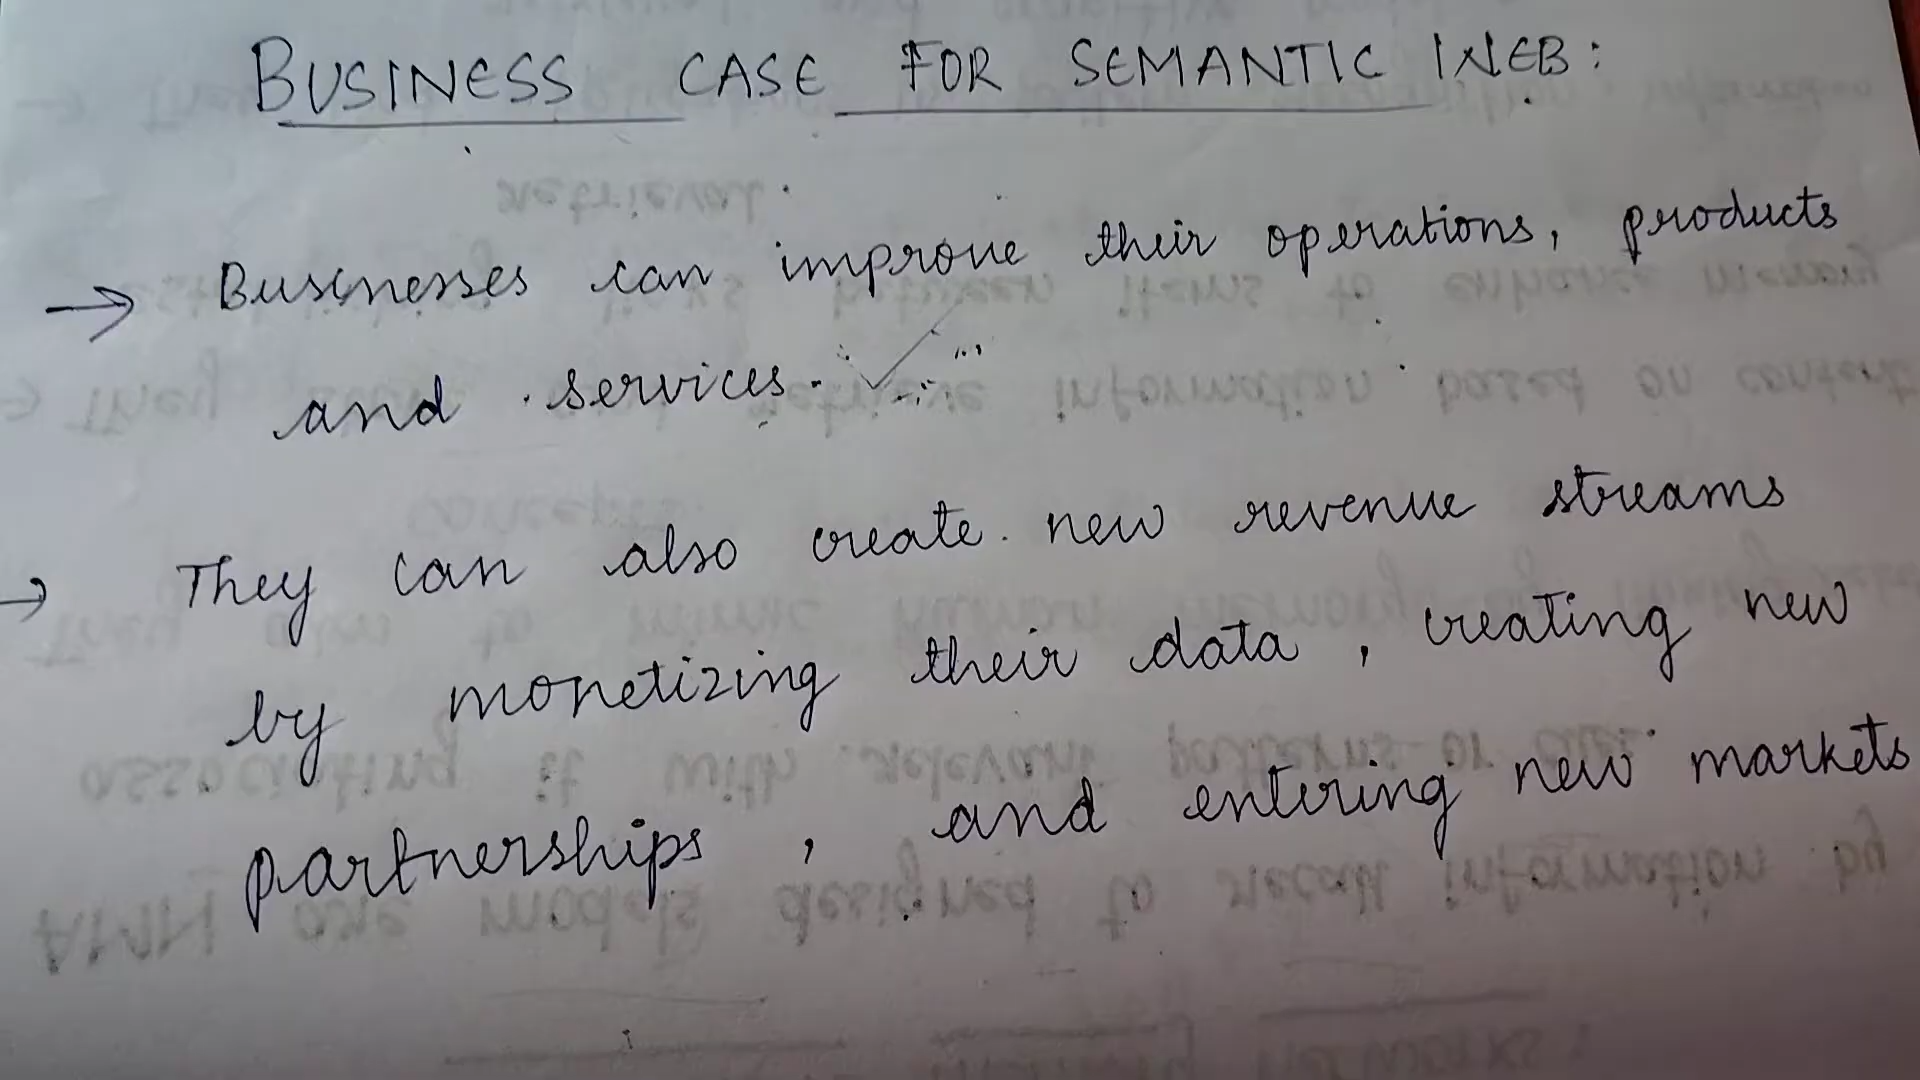 BUSINESS CASE FOR SEMANTIC WEB:
→ Businesses can improve their operations, products
and services.
→ They can also create new revenue streams
by monetizing their data, creating new
partnerships, and entering new markets